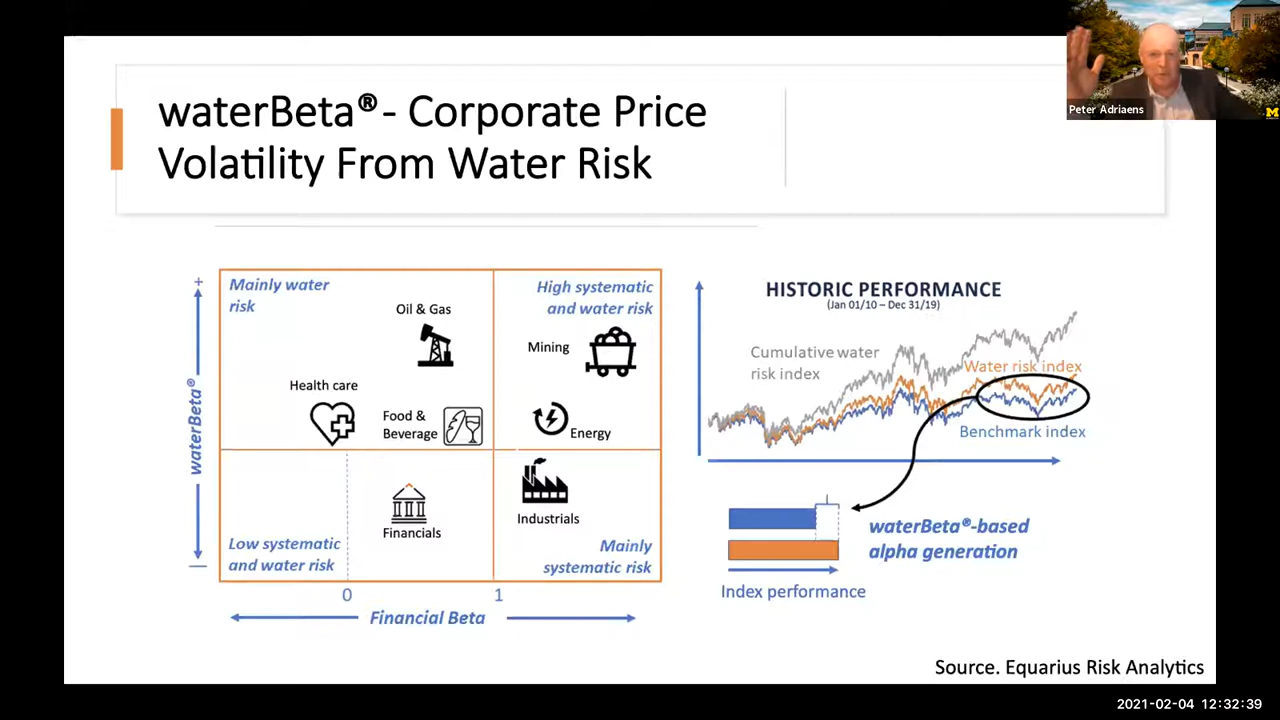 waterBeta® - Corporate Price
Volatility From Water Risk
Peter Adriaens
M
+
Mainly water
risk
High systematic
and water risk
Oil & Gas
Mining
Health care
Food &
Beverage
Energy
waterBeta®
Financials
Industrials
Low systematic
and water risk
Mainly
systematic risk
—
0
1
Financial Beta
HISTORIC PERFORMANCE
(Jan 01/10 – Dec 31/19)
Cumulative water
risk index
Water risk index
Benchmark index
waterBeta®-based
alpha generation
Index performance
Source. Equarius Risk Analytics
2021-02-04 12:32:39